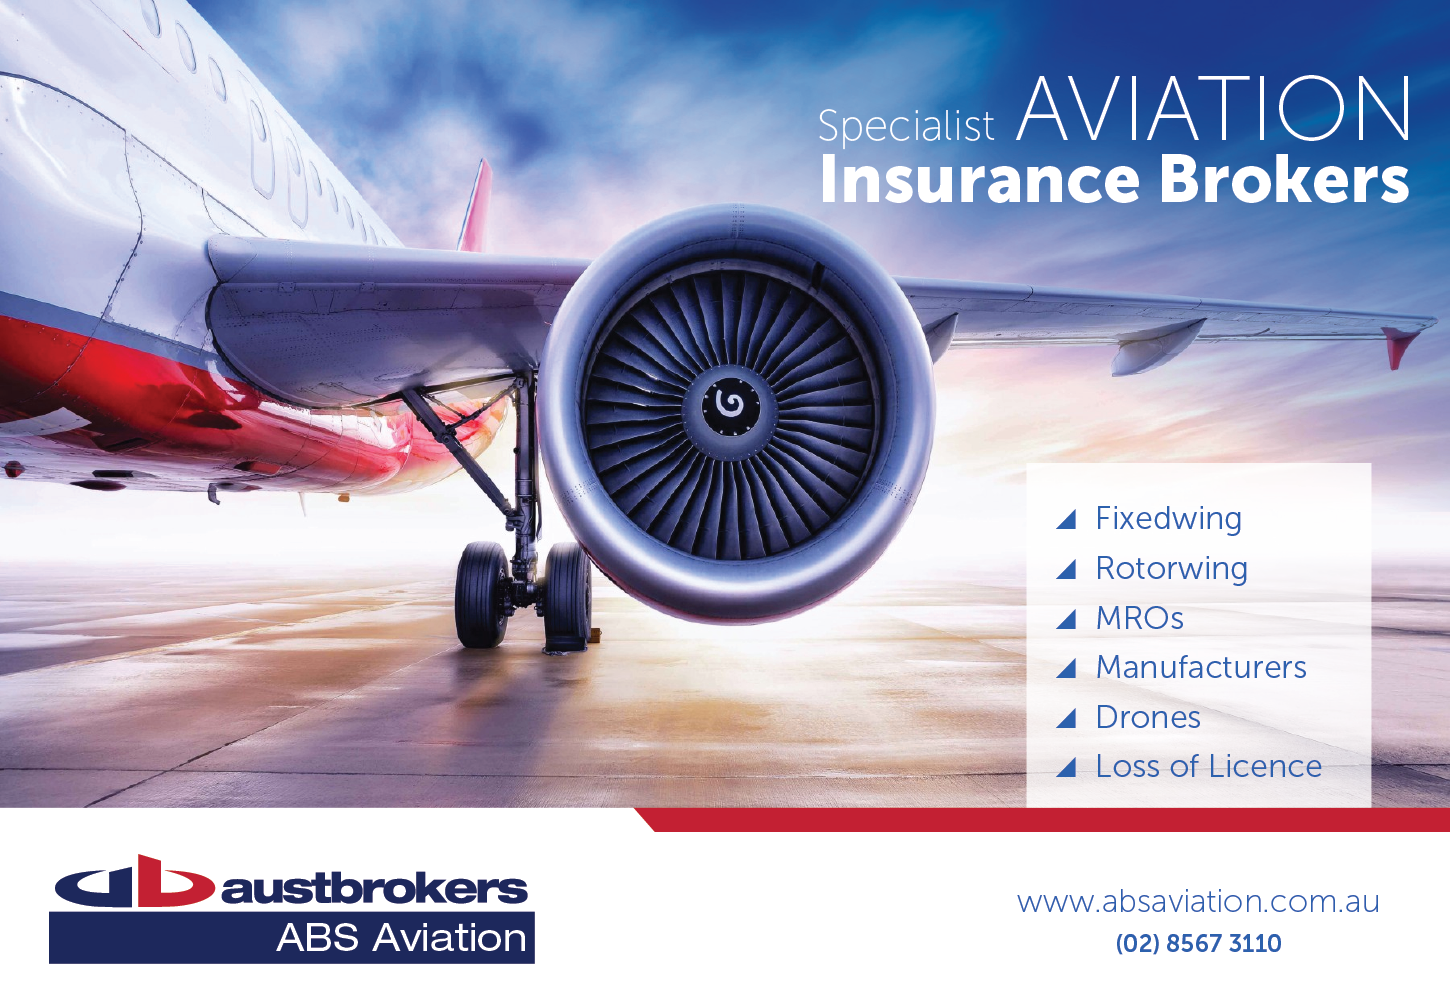 Specialist AVIATION
Insurance Brokers
Fixedwing
Rotorwing
MROs
Manufacturers
Drones
Loss of Licence
austbrokers
ABS Aviation
www.absaviation.com.au
(02) 8567 3110